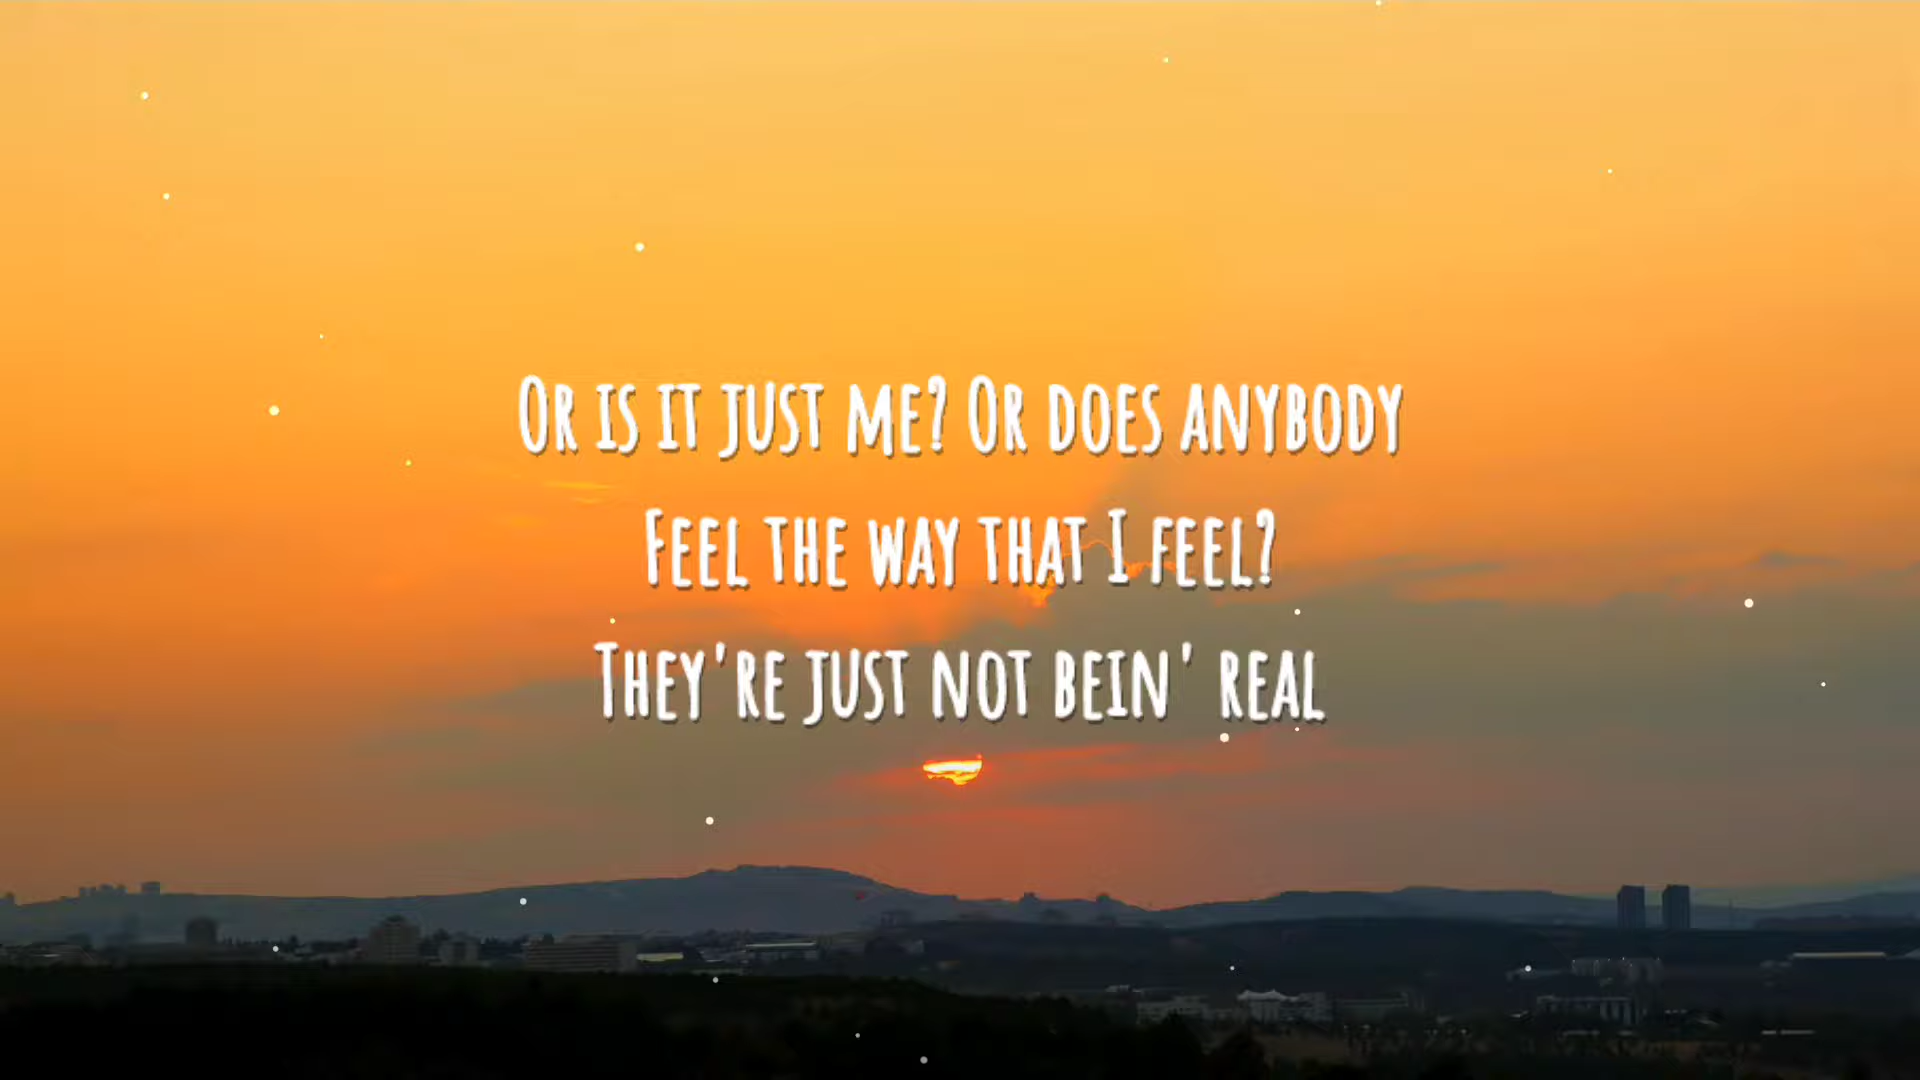 Or is it just me? Or does anybody
Feel the way that I feel?
They're just not bein' real